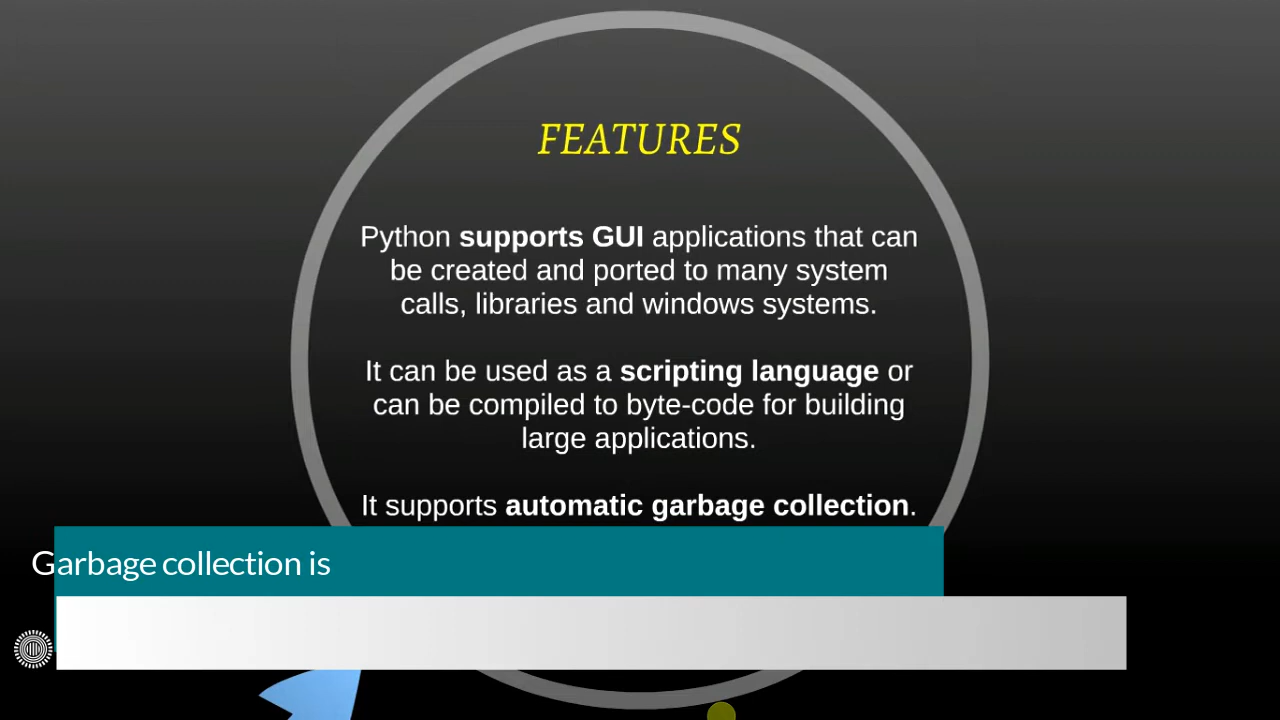 FEATURES
Python supports GUI applications that can
be created and ported to many system
calls, libraries and windows systems.
It can be used as a scripting language or
can be compiled to byte-code for building
large applications.
It supports automatic garbage collection.
Garbage collection is